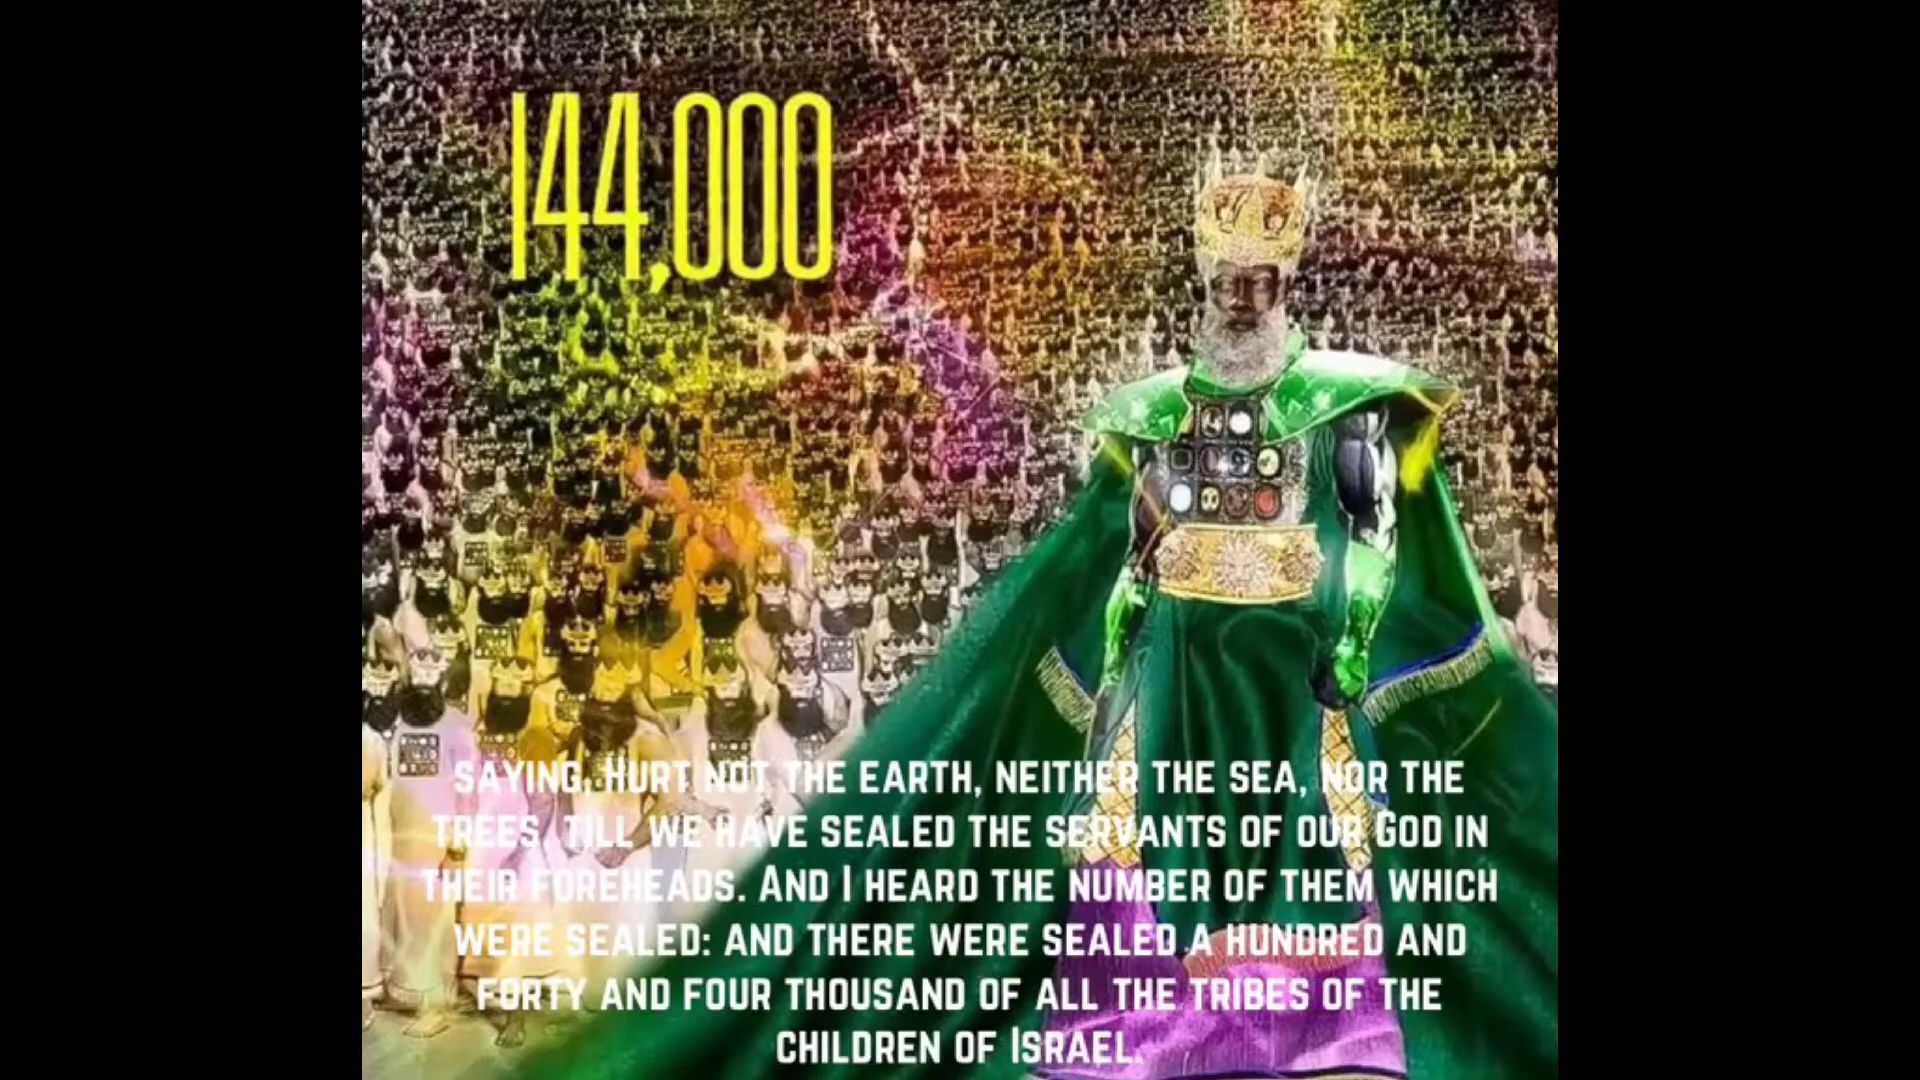 144,000
saying, Hurt not the earth, neither the sea, nor the
trees, till we have sealed the servants of our God in
their foreheads. And I heard the number of them which
were sealed: and there were sealed a hundred and
forty and four thousand of all the tribes of the
children of Israel.